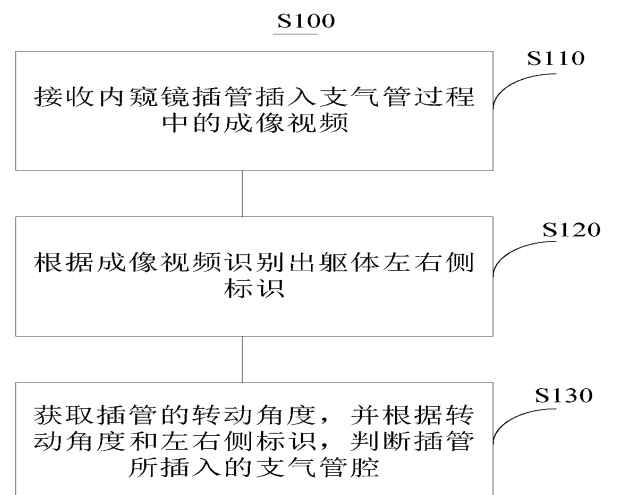 S100
S110
接收内窥镜插管插入支气管过程
中的成像视频
S120
根据成像视频识别出躯体左右侧
标识
S130
获取插管的转动角度，并根据转
动角度和左右侧标识，判断插管
所插入的支气管腔